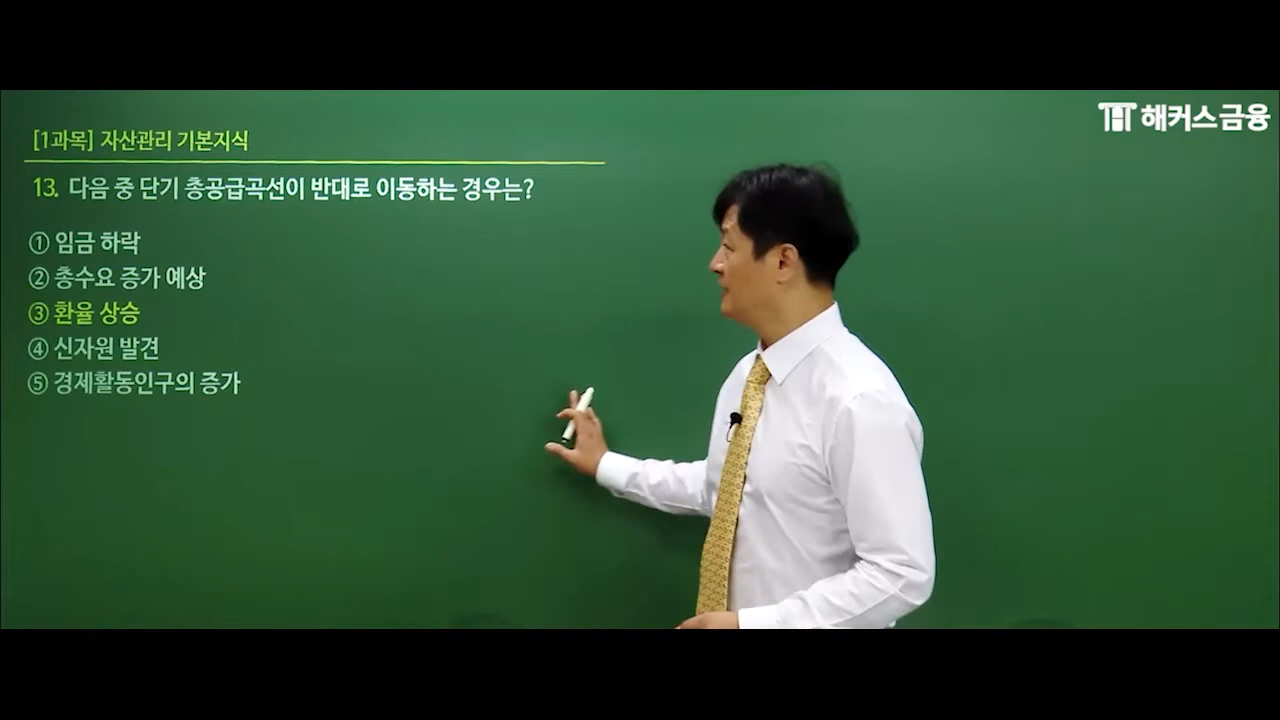 해커스금융
[1과목] 자산관리 기본지식
13. 다음 중 단기 총공급곡선이 반대로 이동하는 경우는?
① 임금 하락
② 총수요 증가 예상
③ 환율 상승
④ 신자원 발견
⑤ 경제활동인구의 증가